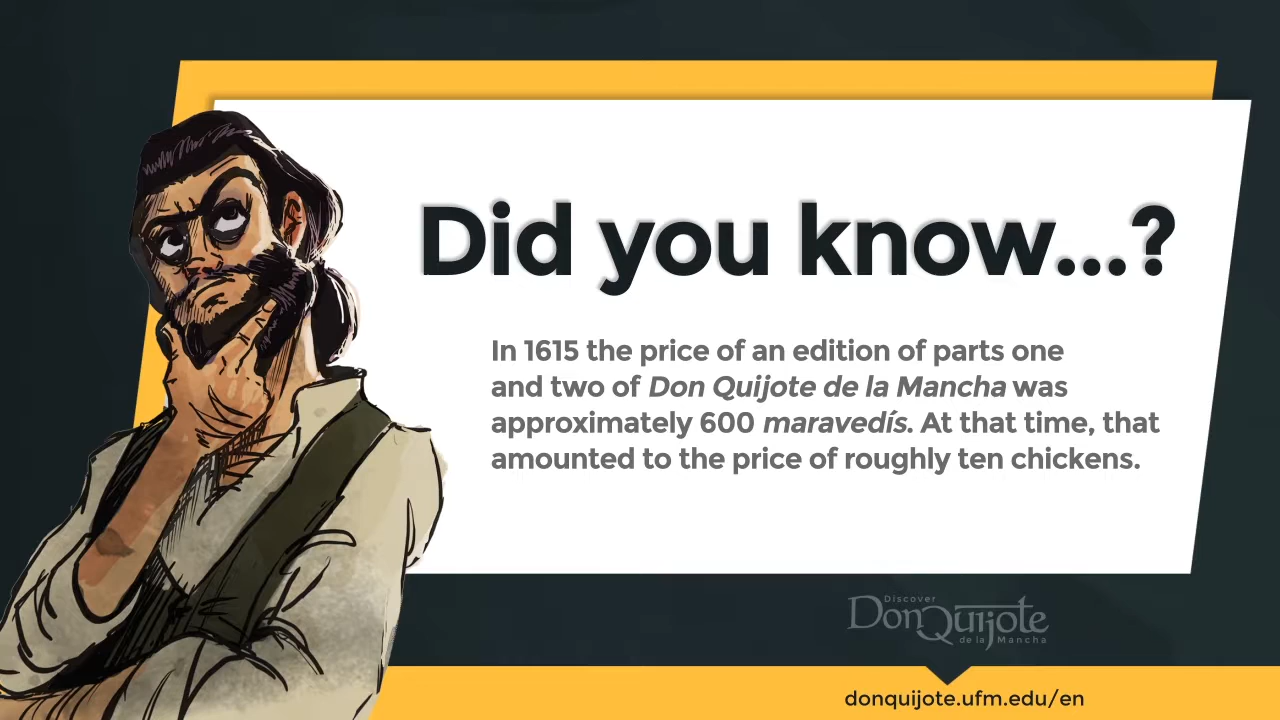 Did you know...?
In 1615 the price of an edition of parts one
and two of Don Quijote de la Mancha was
approximately 600 maravedís. At that time, that
amounted to the price of roughly ten chickens.
Discover
Don Quijote
de la Mancha
donquijote.ufm.edu/en